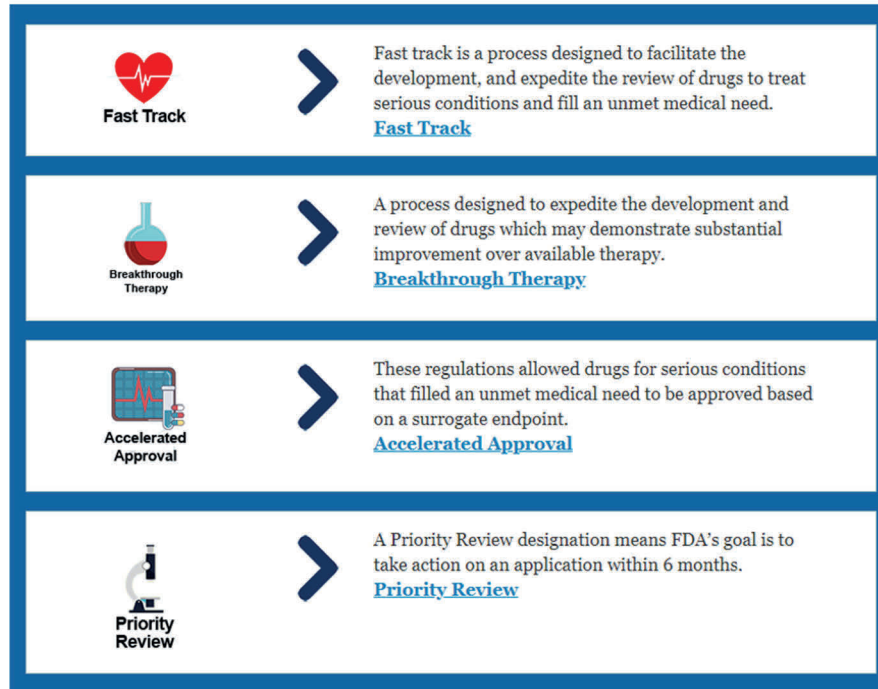 Fast Track
Fast track is a process designed to facilitate the
development, and expedite the review of drugs to treat
serious conditions and fill an unmet medical need.
Fast Track
Breakthrough
Therapy
A process designed to expedite the development and
review of drugs which may demonstrate substantial
improvement over available therapy.
Breakthrough Therapy
Accelerated
Approval
These regulations allowed drugs for serious conditions
that filled an unmet medical need to be approved based
on a surrogate endpoint.
Accelerated Approval
Priority
Review
A Priority Review designation means FDA’s goal is to
take action on an application within 6 months.
Priority Review